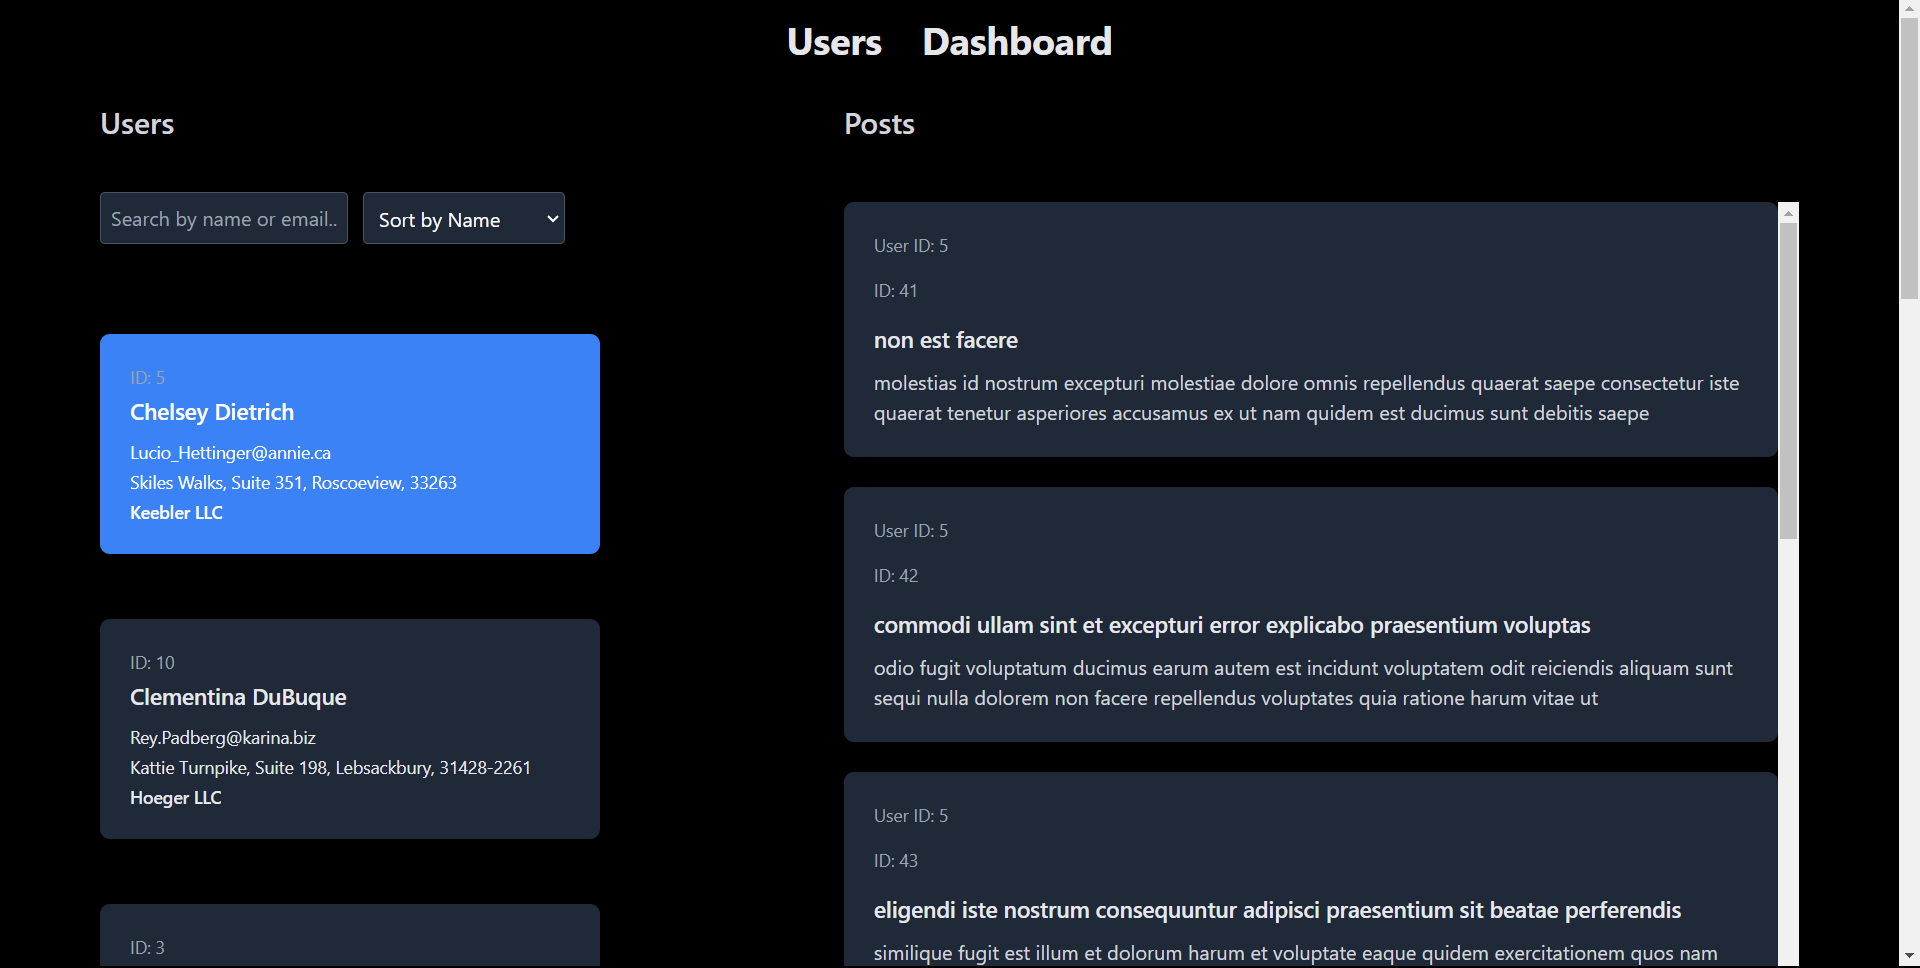 Users Dashboard
Users
Search by name or email..
Sort by Name
ID: 5
Chelsey Dietrich
Lucio_Hettinger@annie.ca
Skiles Walks, Suite 351, Roscoeview, 33263
Keebler LLC
ID: 10
Clementina DuBuque
Rey.Padberg@karina.biz
Kattie Turnpike, Suite 198, Lebsackbury, 31428-2261
Hoeger LLC
ID: 3
Posts
User ID: 5
ID: 41
non est facere
molestias id nostrum excepturi molestiae dolore omnis repellendus quaerat saepe consectetur iste
quaerat tenetur asperiores accusamus ex ut nam quidem est ducimus sunt debitis saepe
User ID: 5
ID: 42
commodi ullam sint et excepturi error explicabo praesentium voluptas
odio fugit voluptatum ducimus earum autem est incidunt voluptatem odit reiciendis aliquam sunt
sequi nulla dolorem non facere repellendus voluptates quia ratione harum vitae ut
User ID: 5
ID: 43
eligendi iste nostrum consequuntur adipisci praesentium sit beatae perferendis
similique fugit est illum et dolorum harum et voluptate eaque quidem exercitationem quos nam